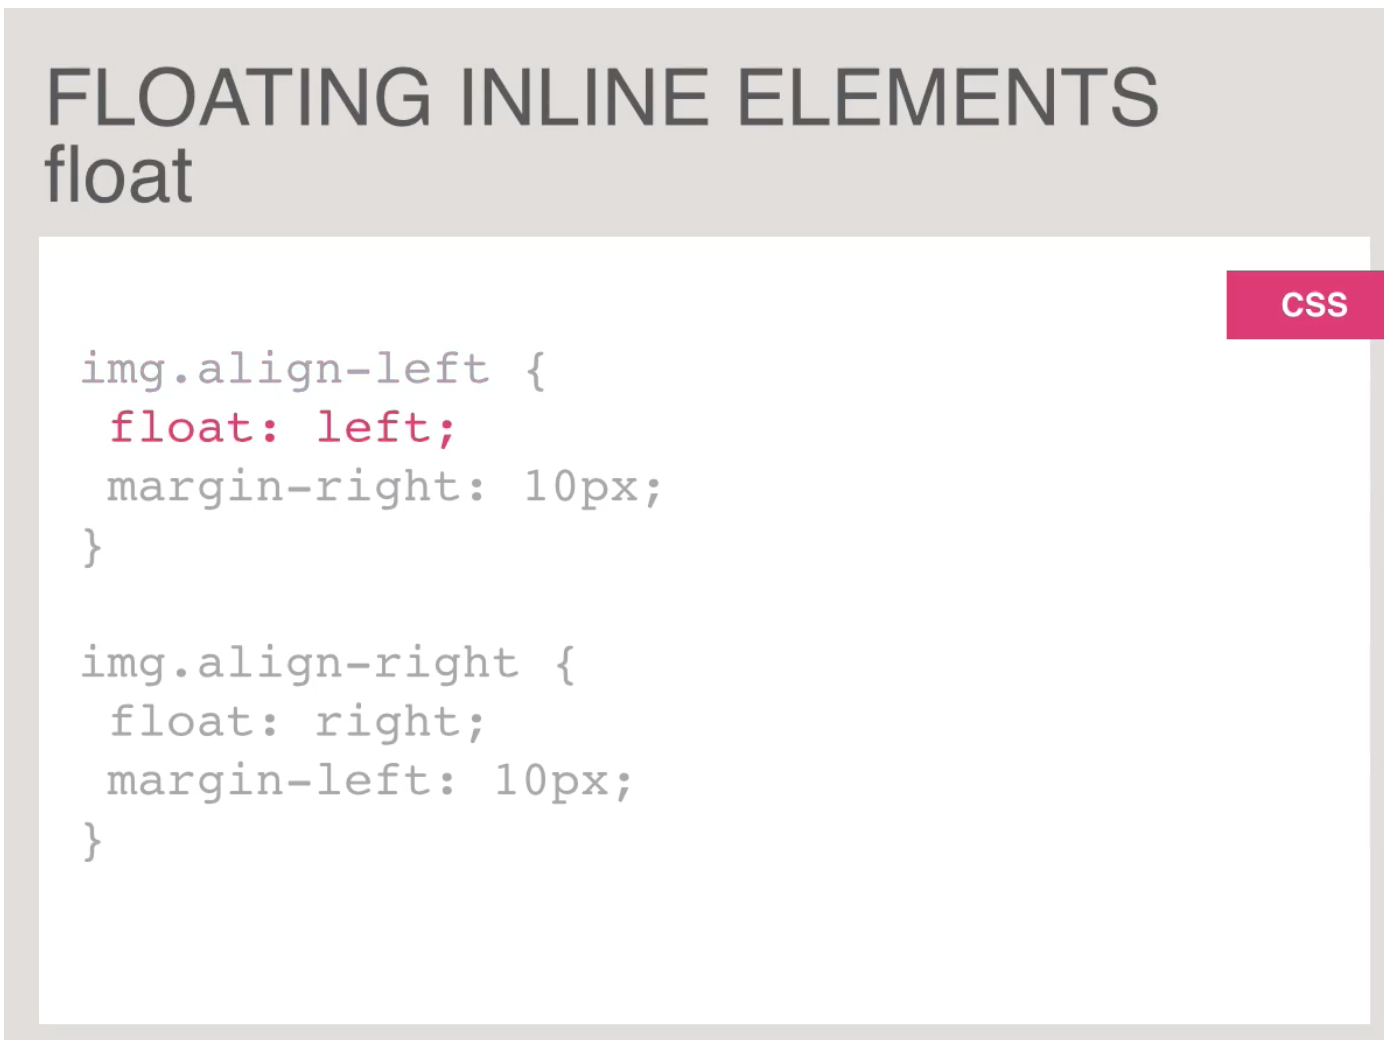 FLOATING INLINE ELEMENTS
float
CSS
img.align-left {
float: left;
margin-right: 10px;
}
img.align-right {
float: right;
margin-left: 10px;
}